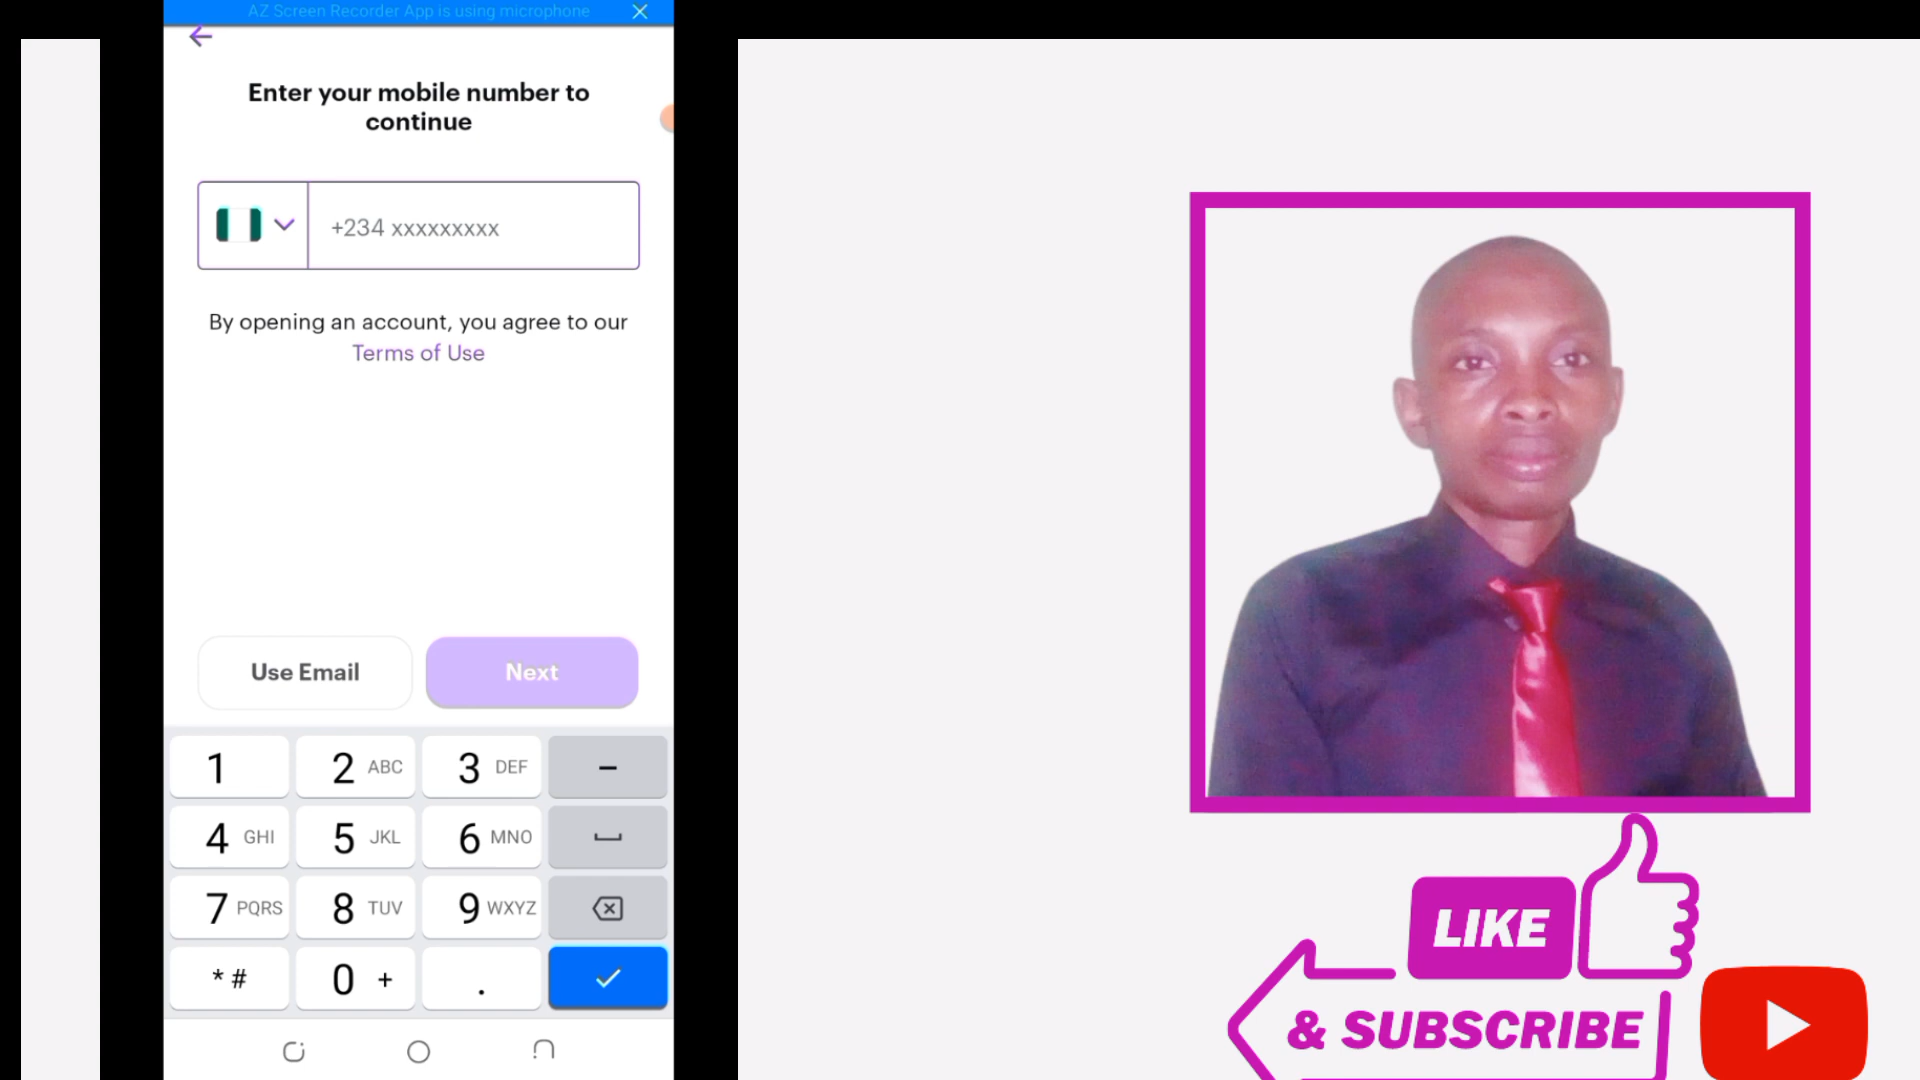 AZ Screen Recorder App is using microphone
Enter your mobile number to
continue
+234 xxxxxxxxx
By opening an account, you agree to our
Terms of Use
Use Email
Next
1
2 ABC
3 DEF
–
4 GHI
5 JKL
6 MNO
7 PQRS
8 TUV
9 WXYZ
* #
0 +
.
LIKE
& SUBSCRIBE